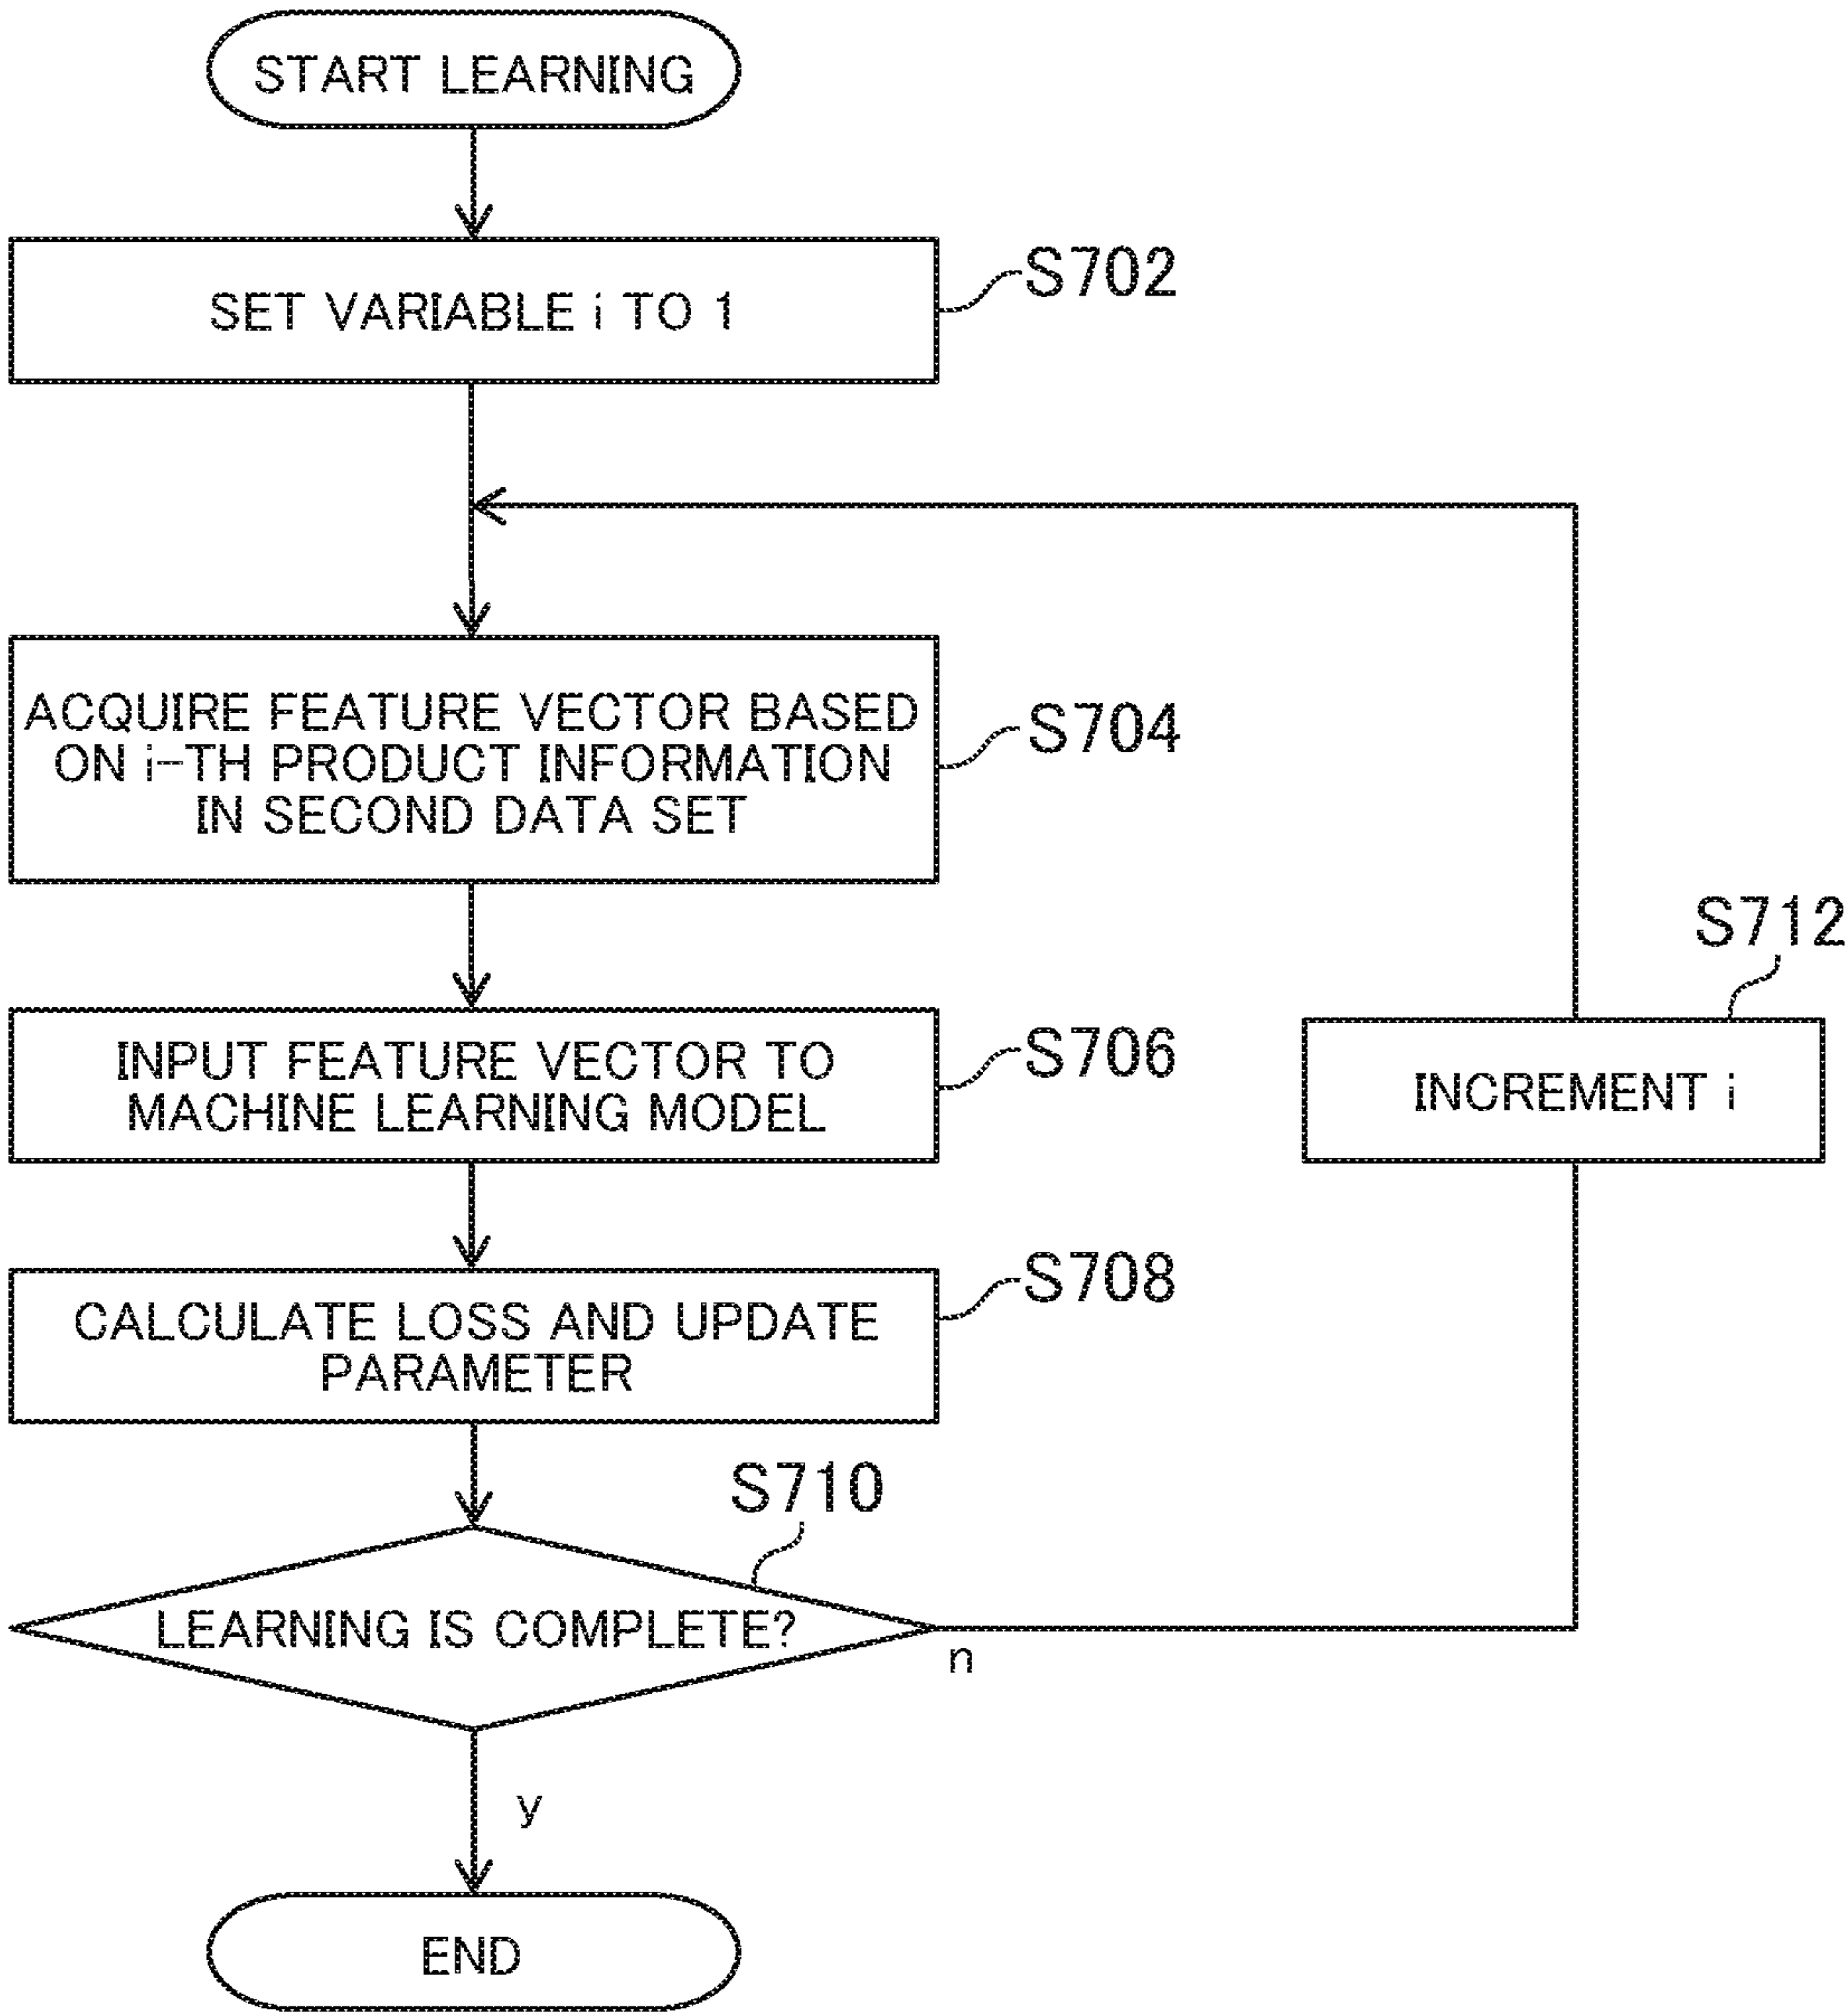 START LEARNING
S702
SET VARIABLE i TO 1
S704
ACQUIRE FEATURE VECTOR BASED
ON i-TH PRODUCT INFORMATION
IN SECOND DATA SET
S706
INPUT FEATURE VECTOR TO
MACHINE LEARNING MODEL
S712
INCREMENT i
S708
CALCULATE LOSS AND UPDATE
PARAMETER
S710
LEARNING IS COMPLETE?
n
y
END